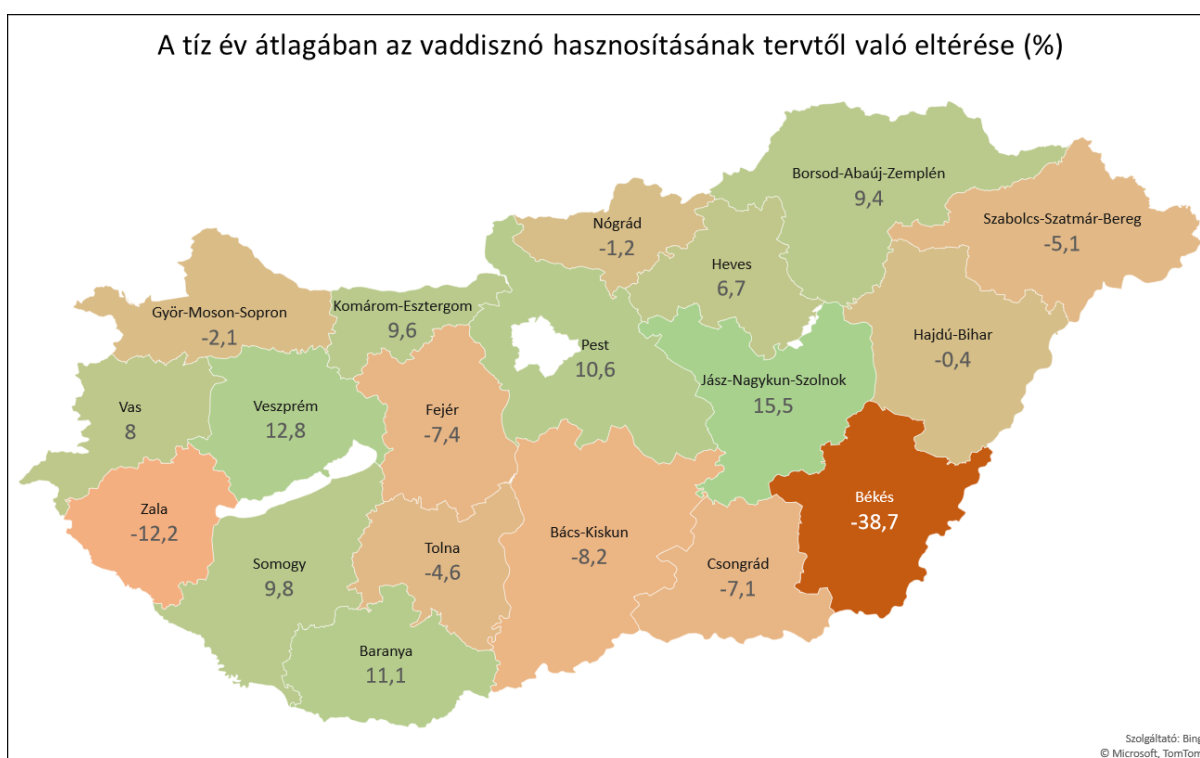 A tíz év átlagában az vaddisznó hasznosításának tervtől való eltérése (%)
Borsod-Abaúj-Zemplén
9,4
Szabolcs-Szatmár-Bereg
-5,1
Nógrád
-1,2
Heves
6,7
Győr-Moson-Sopron
-2,1
Komárom-Esztergom
9,6
Pest
10,6
Hajdú-Bihar
-0,4
Jász-Nagykun-Szolnok
15,5
Vas
8
Veszprém
12,8
Fejér
-7,4
Békés
-38,7
Zala
-12,2
Somogy
9,8
Tolna
-4,6
Bács-Kiskun
-8,2
Csongrád
-7,1
Baranya
11,1
Szolgáltató: Bing
© Microsoft, TomTom